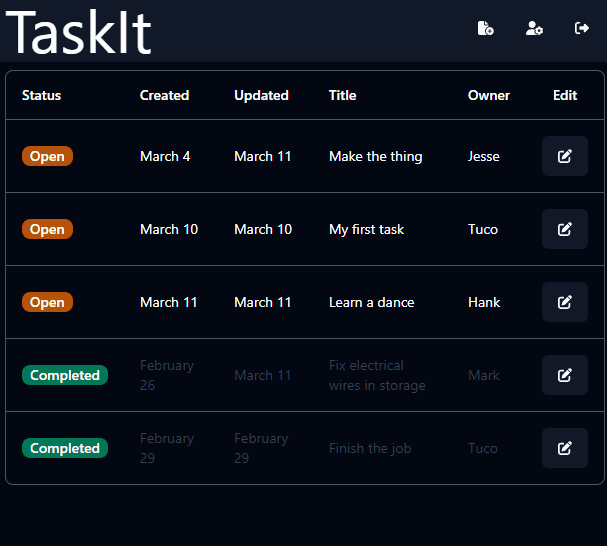 TaskIt
Status Created Updated Title Owner Edit
Open March 4 March 11 Make the thing Jesse
Open March 10 March 10 My first task Tuco
Open March 11 March 11 Learn a dance Hank
Completed February 26 March 11 Fix electrical wires in storage Mark
Completed February 29 February 29 Finish the job Tuco